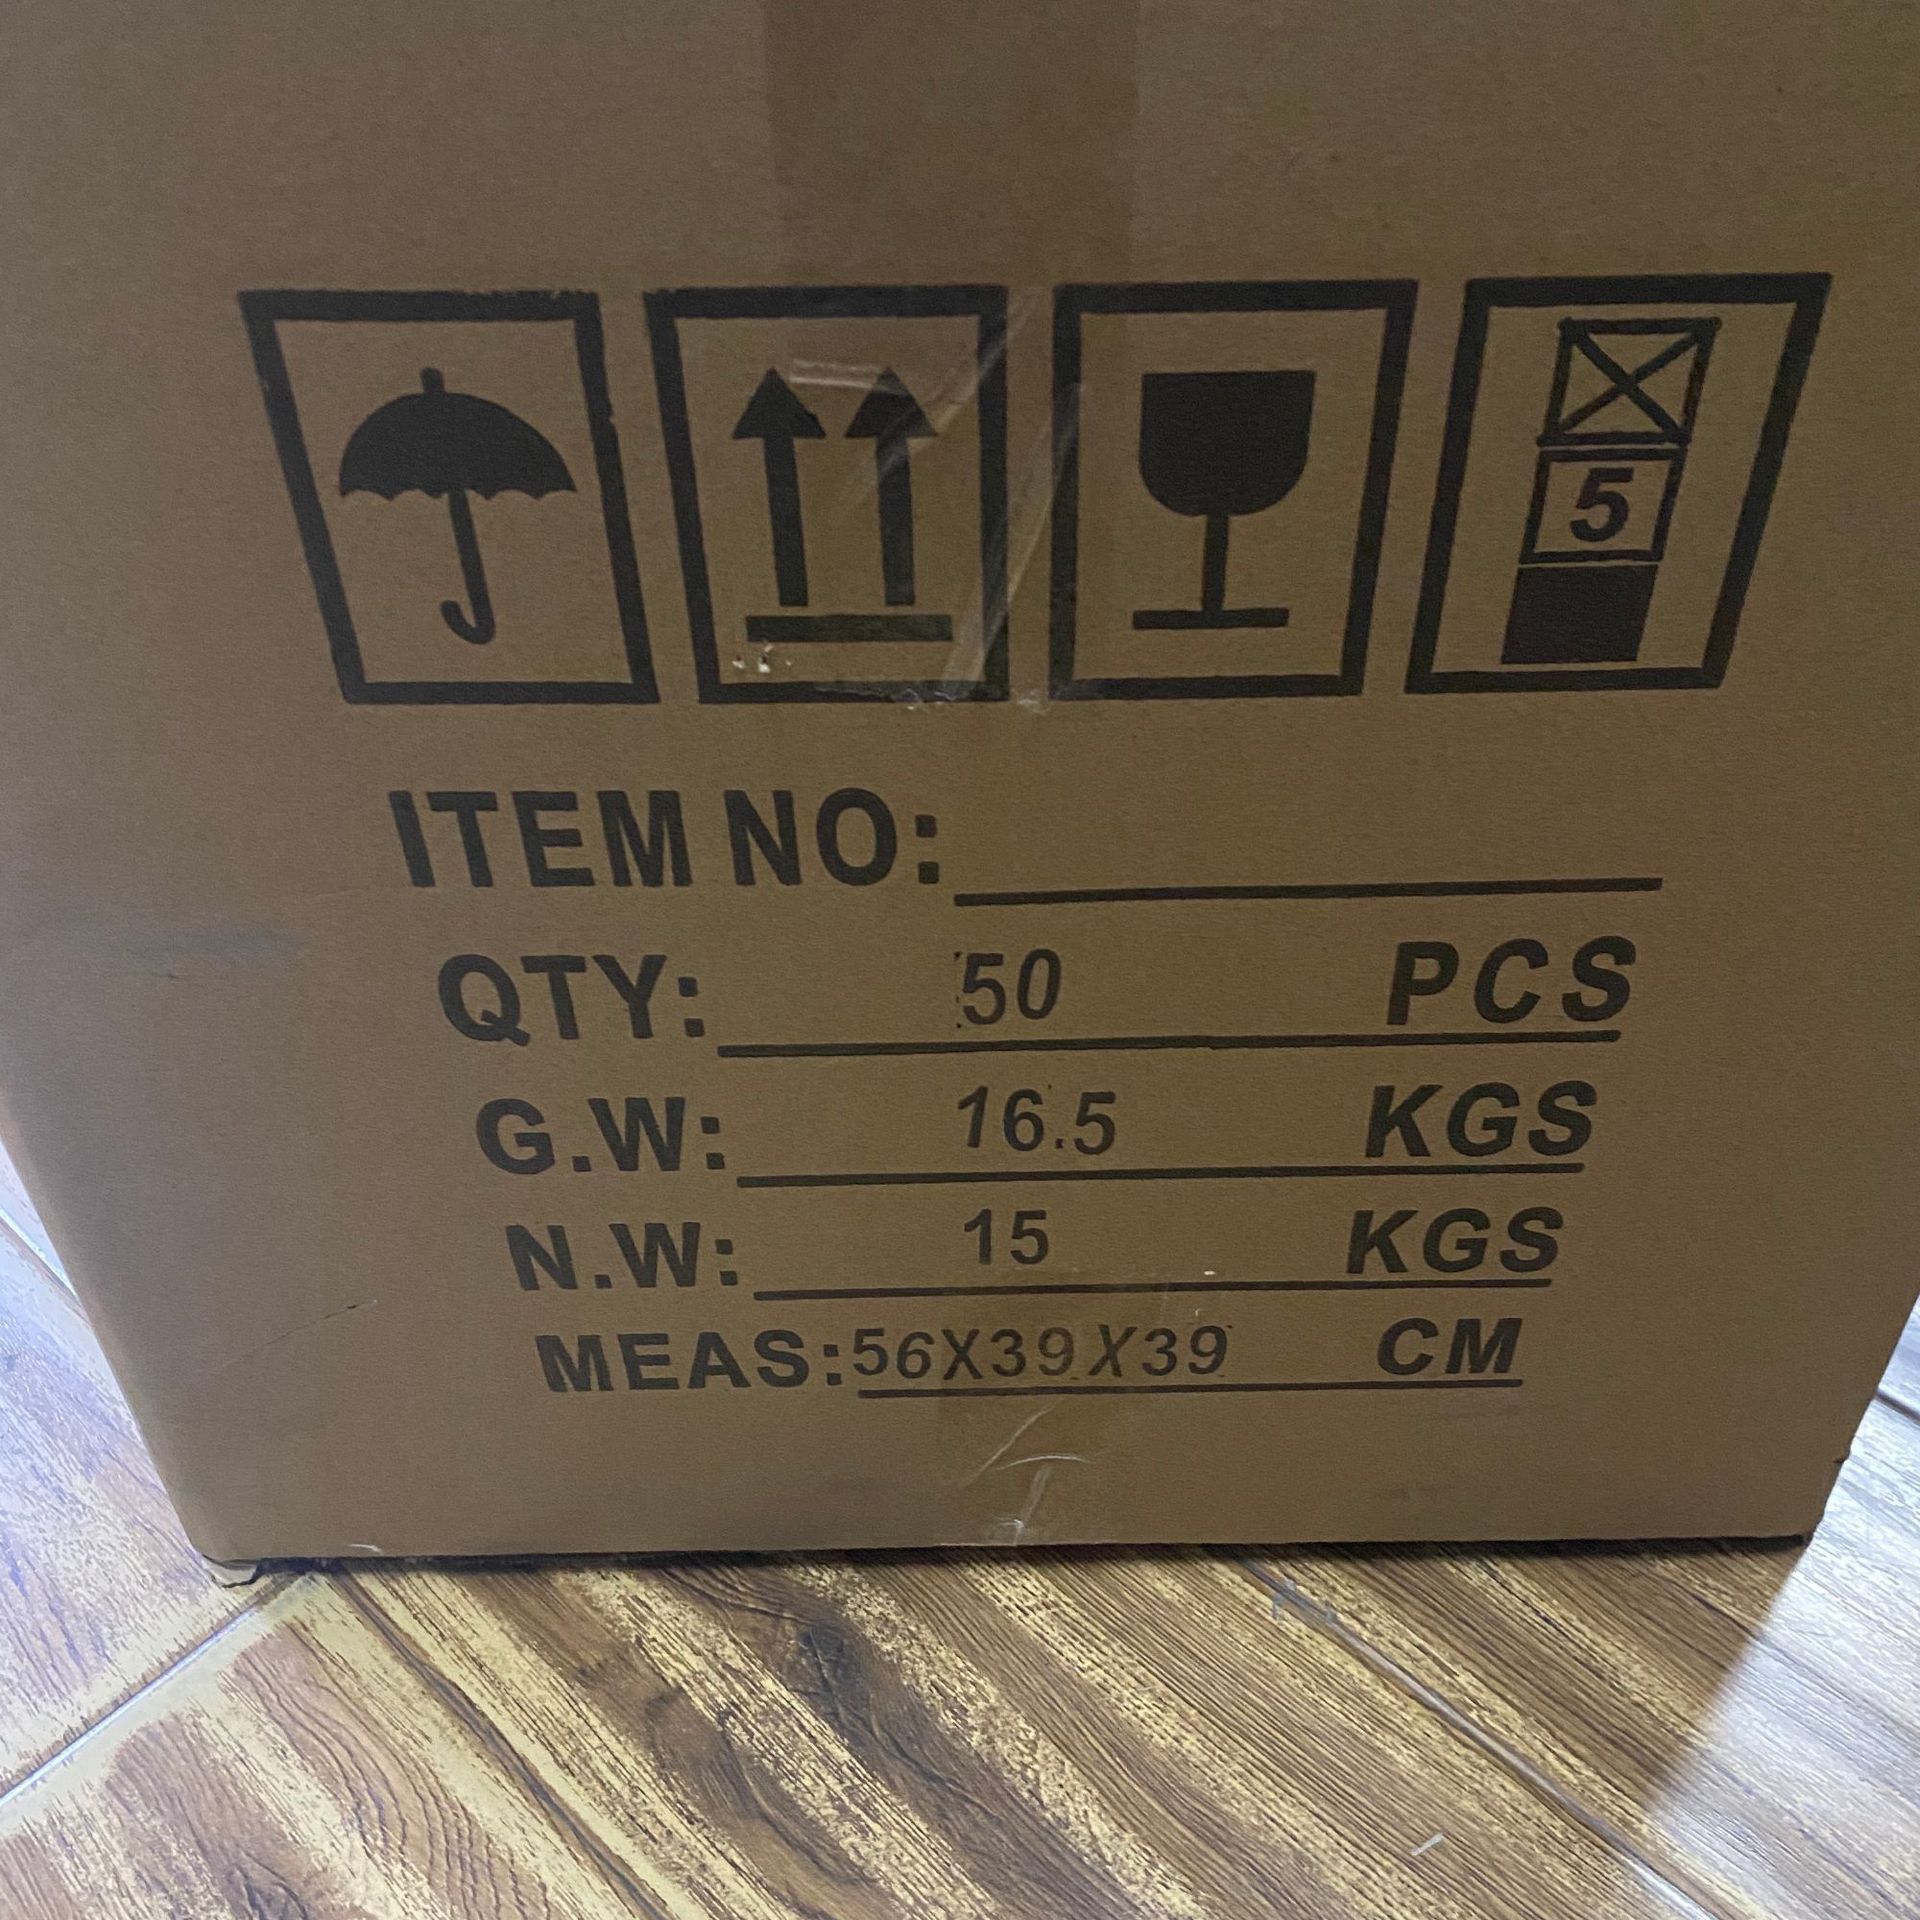 5
ITEM NO:
QTY: 50 PCS
G.W: 16.5 KGS
N.W: 15 KGS
MEAS:56X39X39 CM